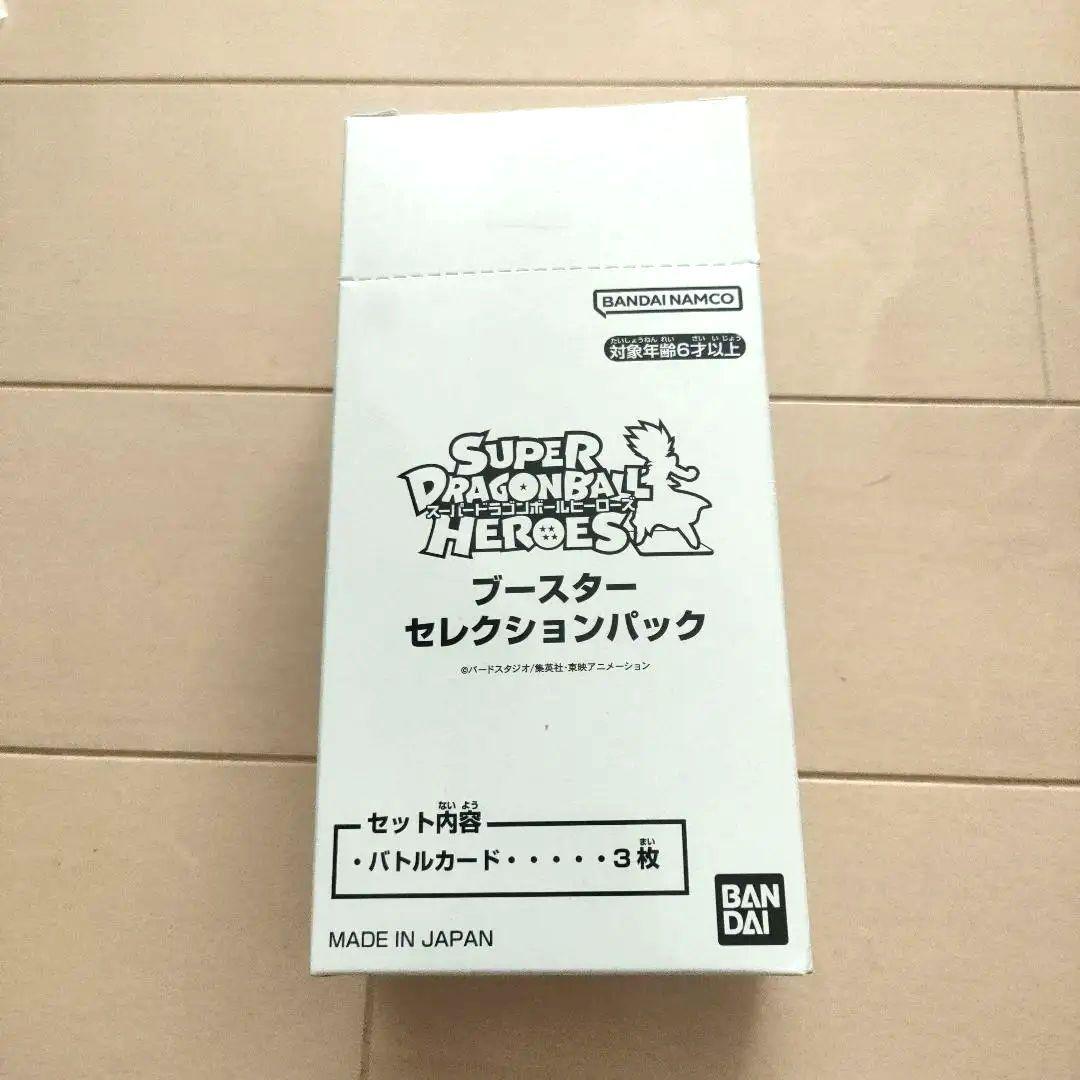 BANDAI NAMCO
たいしょうねんれい さい いじょう
対象年齢6才以上
SUPER
DRAGONBALL
スーパードラゴンボールヒーローズ
HEROES
ブースター
セレクションパック
©バードスタジオ/集英社・東映アニメーション
ないよう
セット内容
まい
・バトルカード・・・・・3枚
BAN
DAI
MADE IN JAPAN